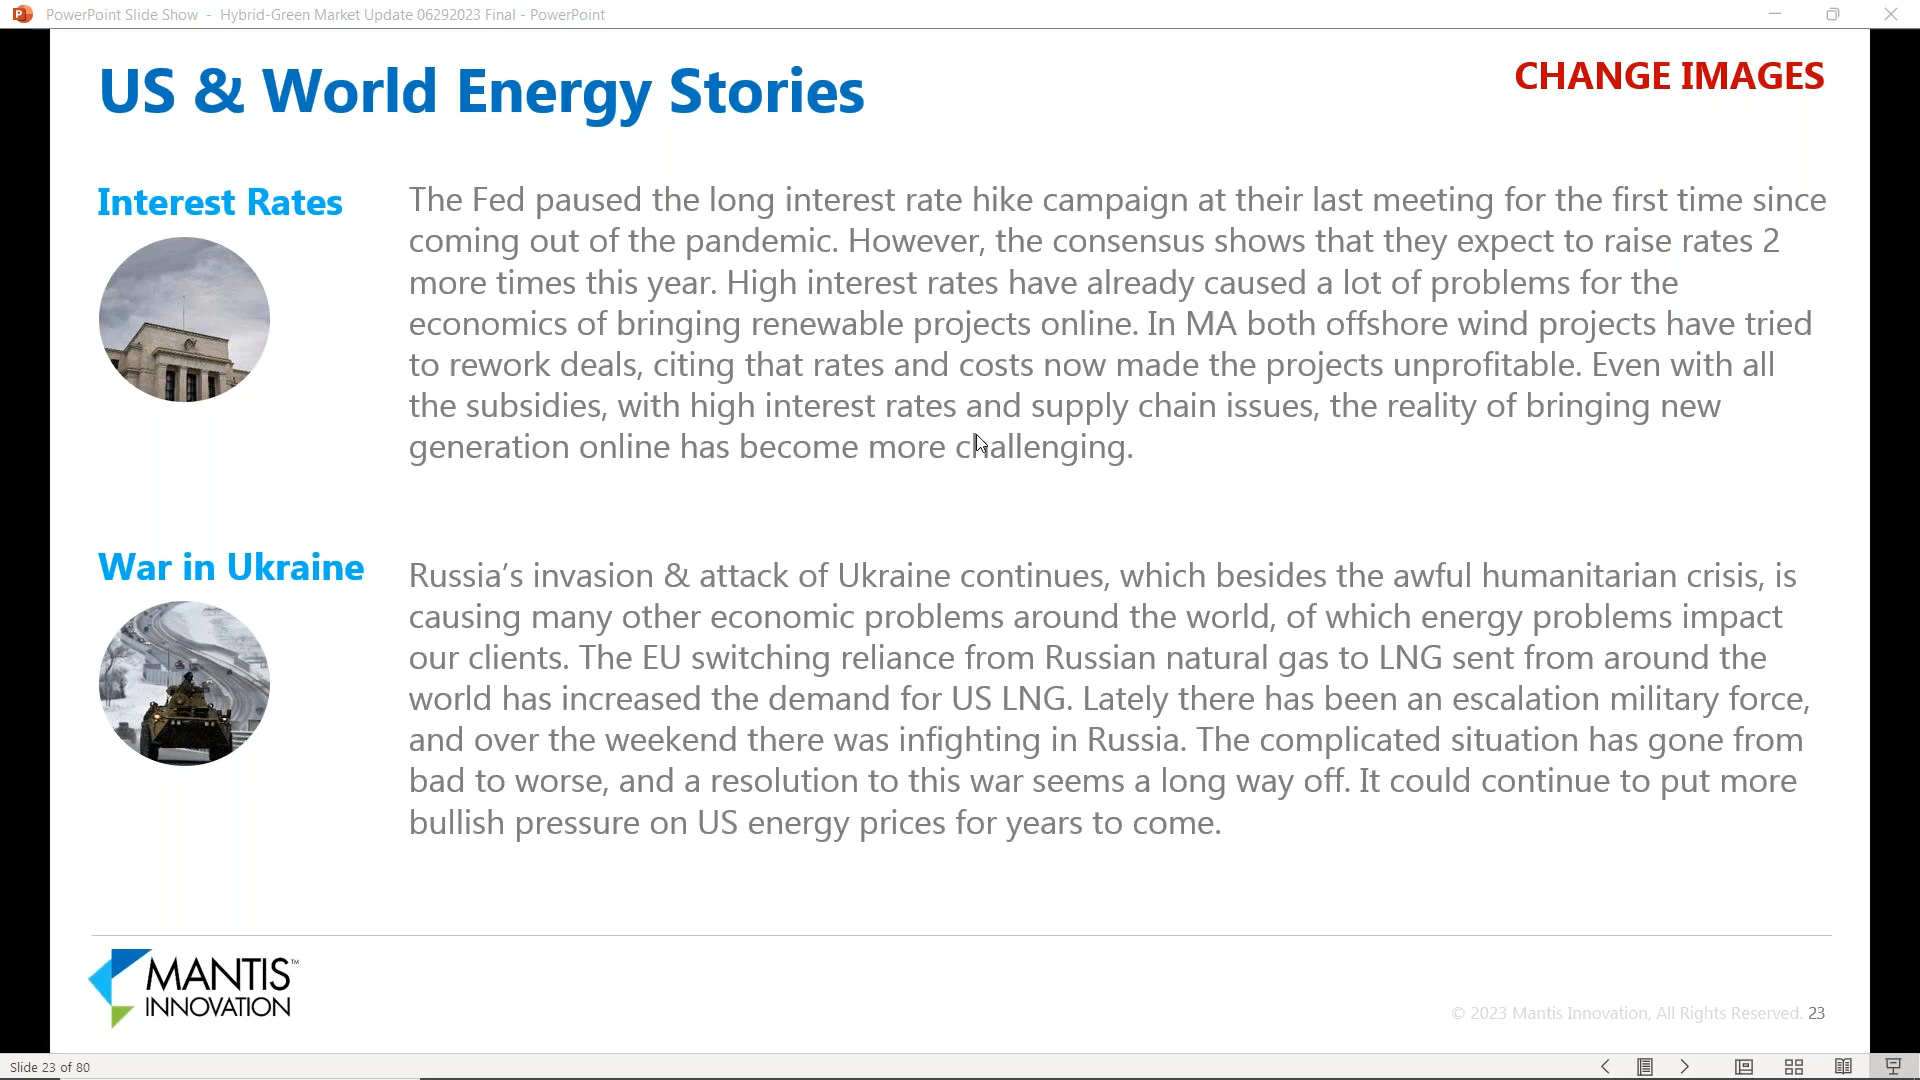 PowerPoint Slide Show - Hybrid-Green Market Update 06292023 Final - PowerPoint
US & World Energy Stories
CHANGE IMAGES
Interest Rates
The Fed paused the long interest rate hike campaign at their last meeting for the first time since
coming out of the pandemic. However, the consensus shows that they expect to raise rates 2
more times this year. High interest rates have already caused a lot of problems for the
economics of bringing renewable projects online. In MA both offshore wind projects have tried
to rework deals, citing that rates and costs now made the projects unprofitable. Even with all
the subsidies, with high interest rates and supply chain issues, the reality of bringing new
generation online has become more challenging.
War in Ukraine
Russia’s invasion & attack of Ukraine continues, which besides the awful humanitarian crisis, is
causing many other economic problems around the world, of which energy problems impact
our clients. The EU switching reliance from Russian natural gas to LNG sent from around the
world has increased the demand for US LNG. Lately there has been an escalation military force,
and over the weekend there was infighting in Russia. The complicated situation has gone from
bad to worse, and a resolution to this war seems a long way off. It could continue to put more
bullish pressure on US energy prices for years to come.
MANTIS™
INNOVATION
© 2023 Mantis Innovation, All Rights Reserved. 23
Slide 23 of 80